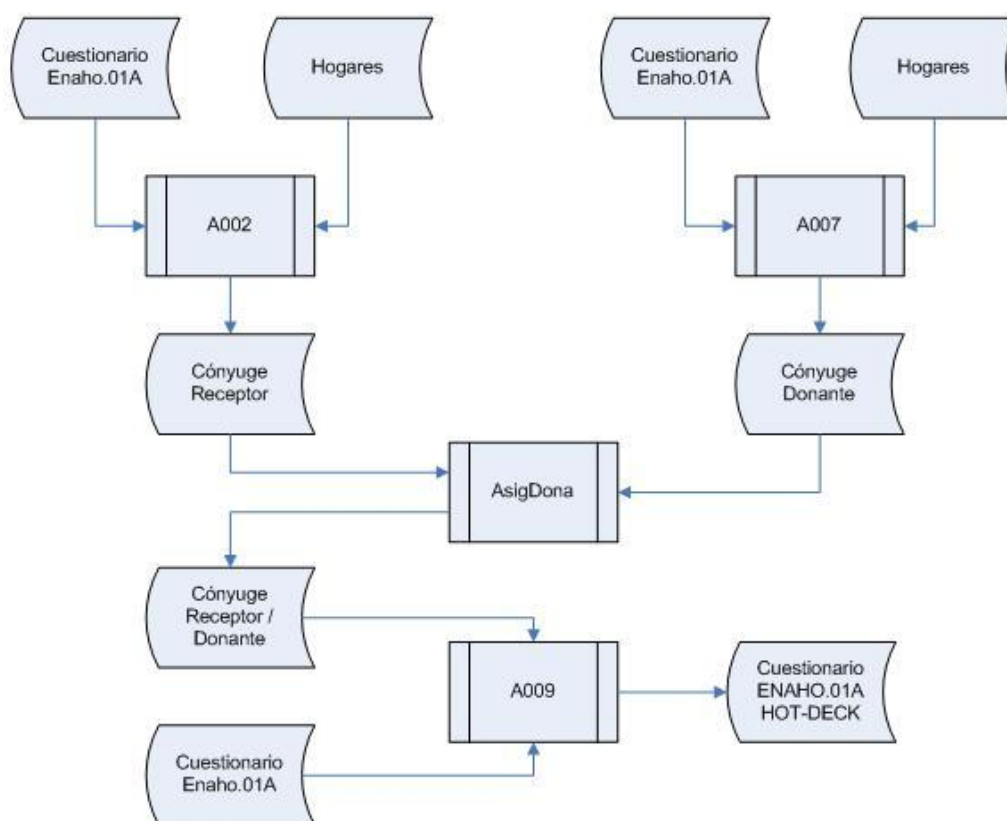 Cuestionario
Enaho.01A
Hogares
Cuestionario
Enaho.01A
Hogares
A002
A007
Cónyuge
Receptor
Cónyuge
Donante
AsigDona
Cónyuge
Receptor /
Donante
A009
Cuestionario
ENAHO.01A
HOT-DECK
Cuestionario
Enaho.01A